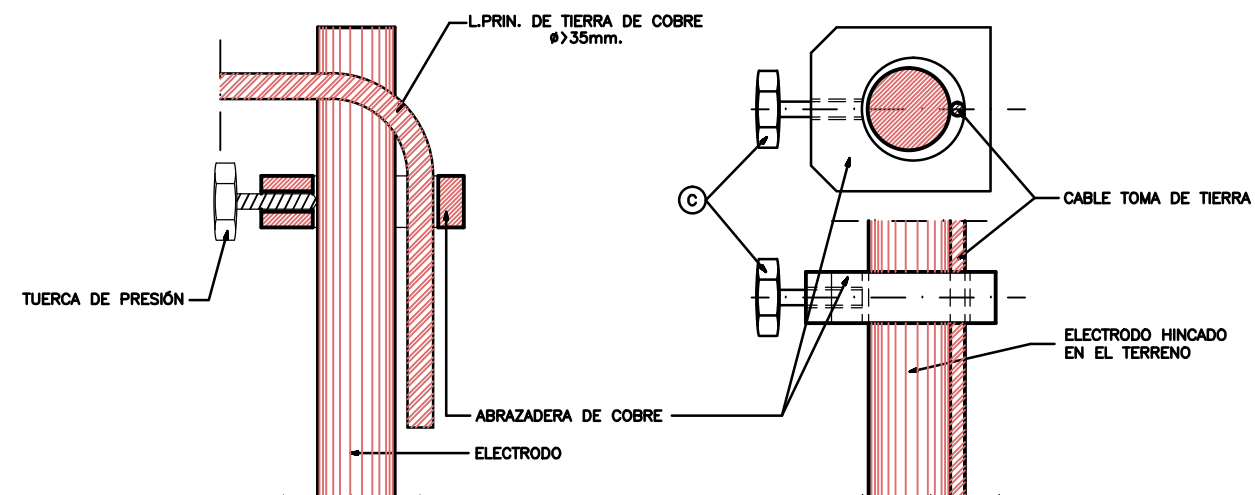 L.PRIN. DE TIERRA DE COBRE
ø>35mm.
C
CABLE TOMA DE TIERRA
TUERCA DE PRESIÓN
ELECTRODO HINCADO
EN EL TERRENO
ABRAZADERA DE COBRE
ELECTRODO